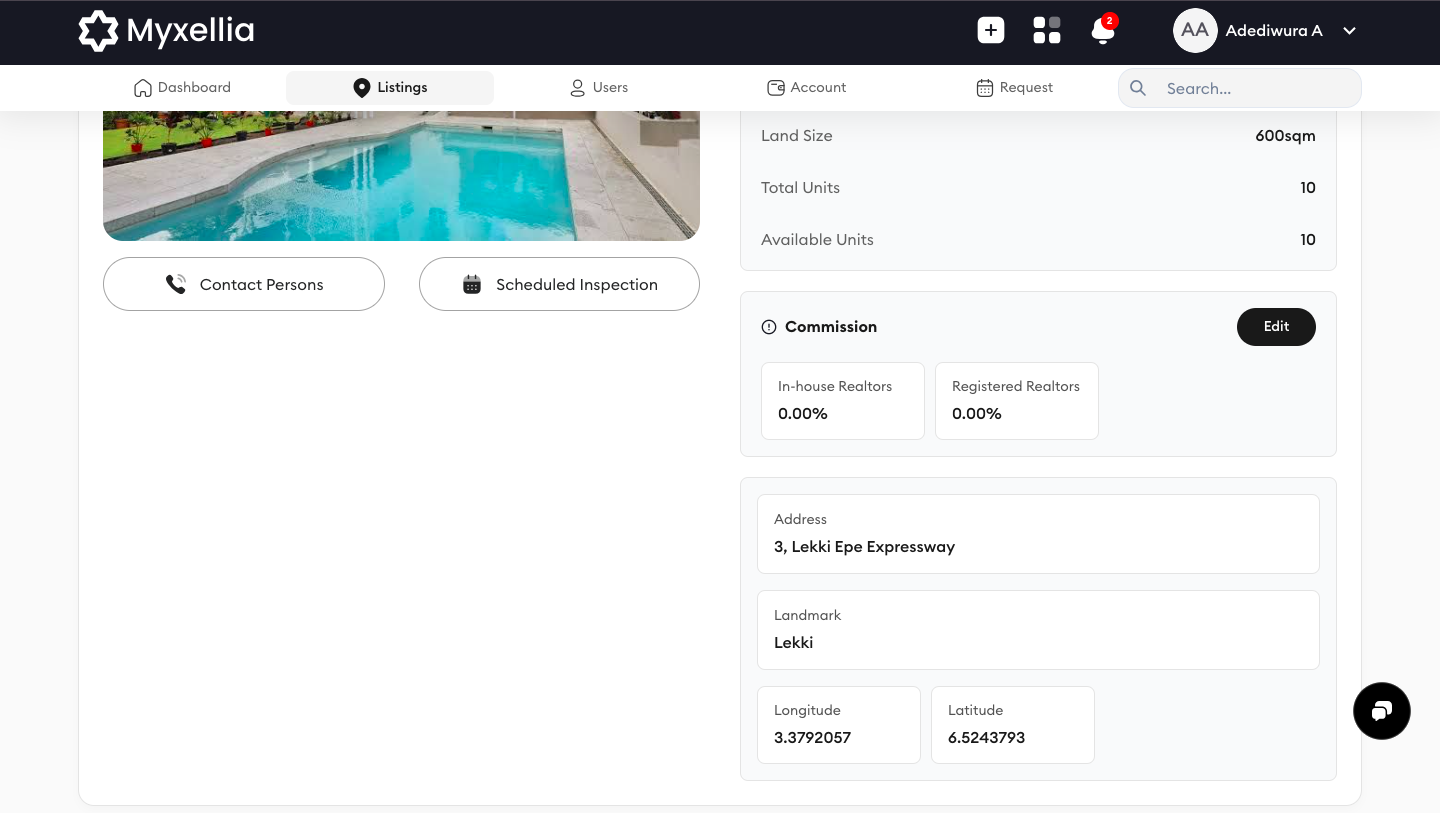 Myxellia
2
AA
Adediwura A
Dashboard
Listings
Users
Account
Request
Search...
Land Size
600sqm
Total Units
10
Available Units
10
Contact Persons
Scheduled Inspection
Commission
Edit
In-house Realtors
0.00%
Registered Realtors
0.00%
Address
3, Lekki Epe Expressway
Landmark
Lekki
Longitude
3.3792057
Latitude
6.5243793